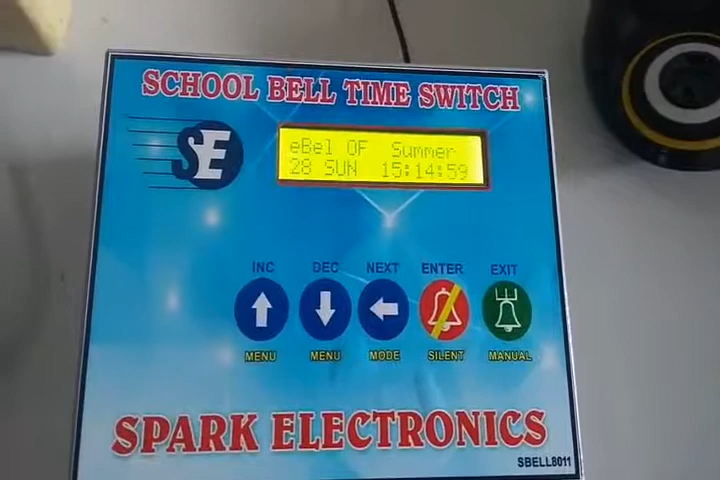 SCHOOL BELL TIME SWITCH
SE
eBel OF Summer
28 SUN 15:14:59
INC DEC NEXT ENTER EXIT
MENU MENU MODE SILENT MANUAL
SPARK ELECTRONICS
SBELL8011